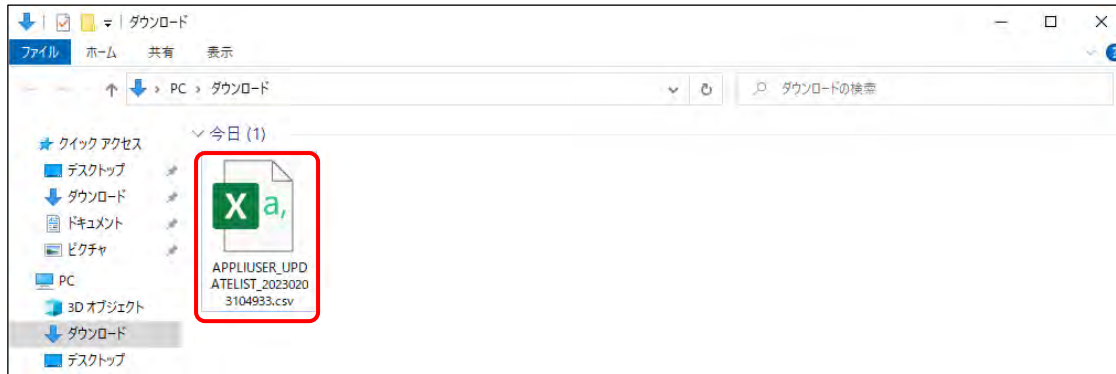 ダウンロード
ファイル ホーム 共有 表示
PC › ダウンロード ダウンロードの検索
クイック アクセス
デスクトップ
ダウンロード
ドキュメント
ピクチャ
PC
3D オブジェクト
ダウンロード
デスクトップ
今日 (1)
X a,
APPLIUSER_UPD
ATELIST_2023020
3104933.csv